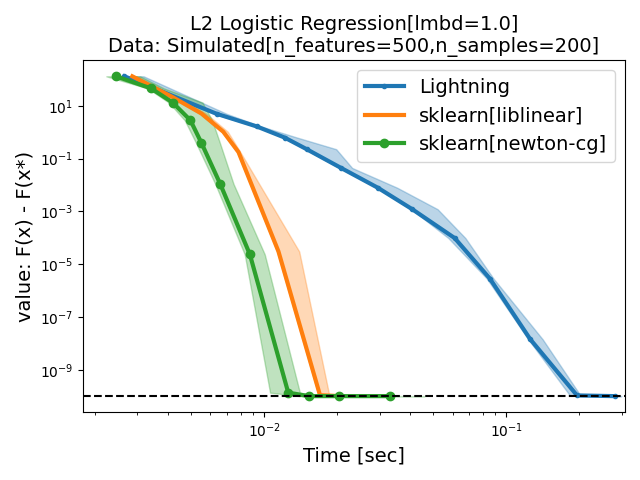 L2 Logistic Regression[lmbd=1.0]
Data: Simulated[n_features=500,n_samples=200]
Lightning
sklearn[liblinear]
sklearn[newton-cg]
value: F(x) - F(x*)
10¹
10⁻¹
10⁻³
10⁻⁵
10⁻⁷
10⁻⁹
10⁻²
10⁻¹
Time [sec]